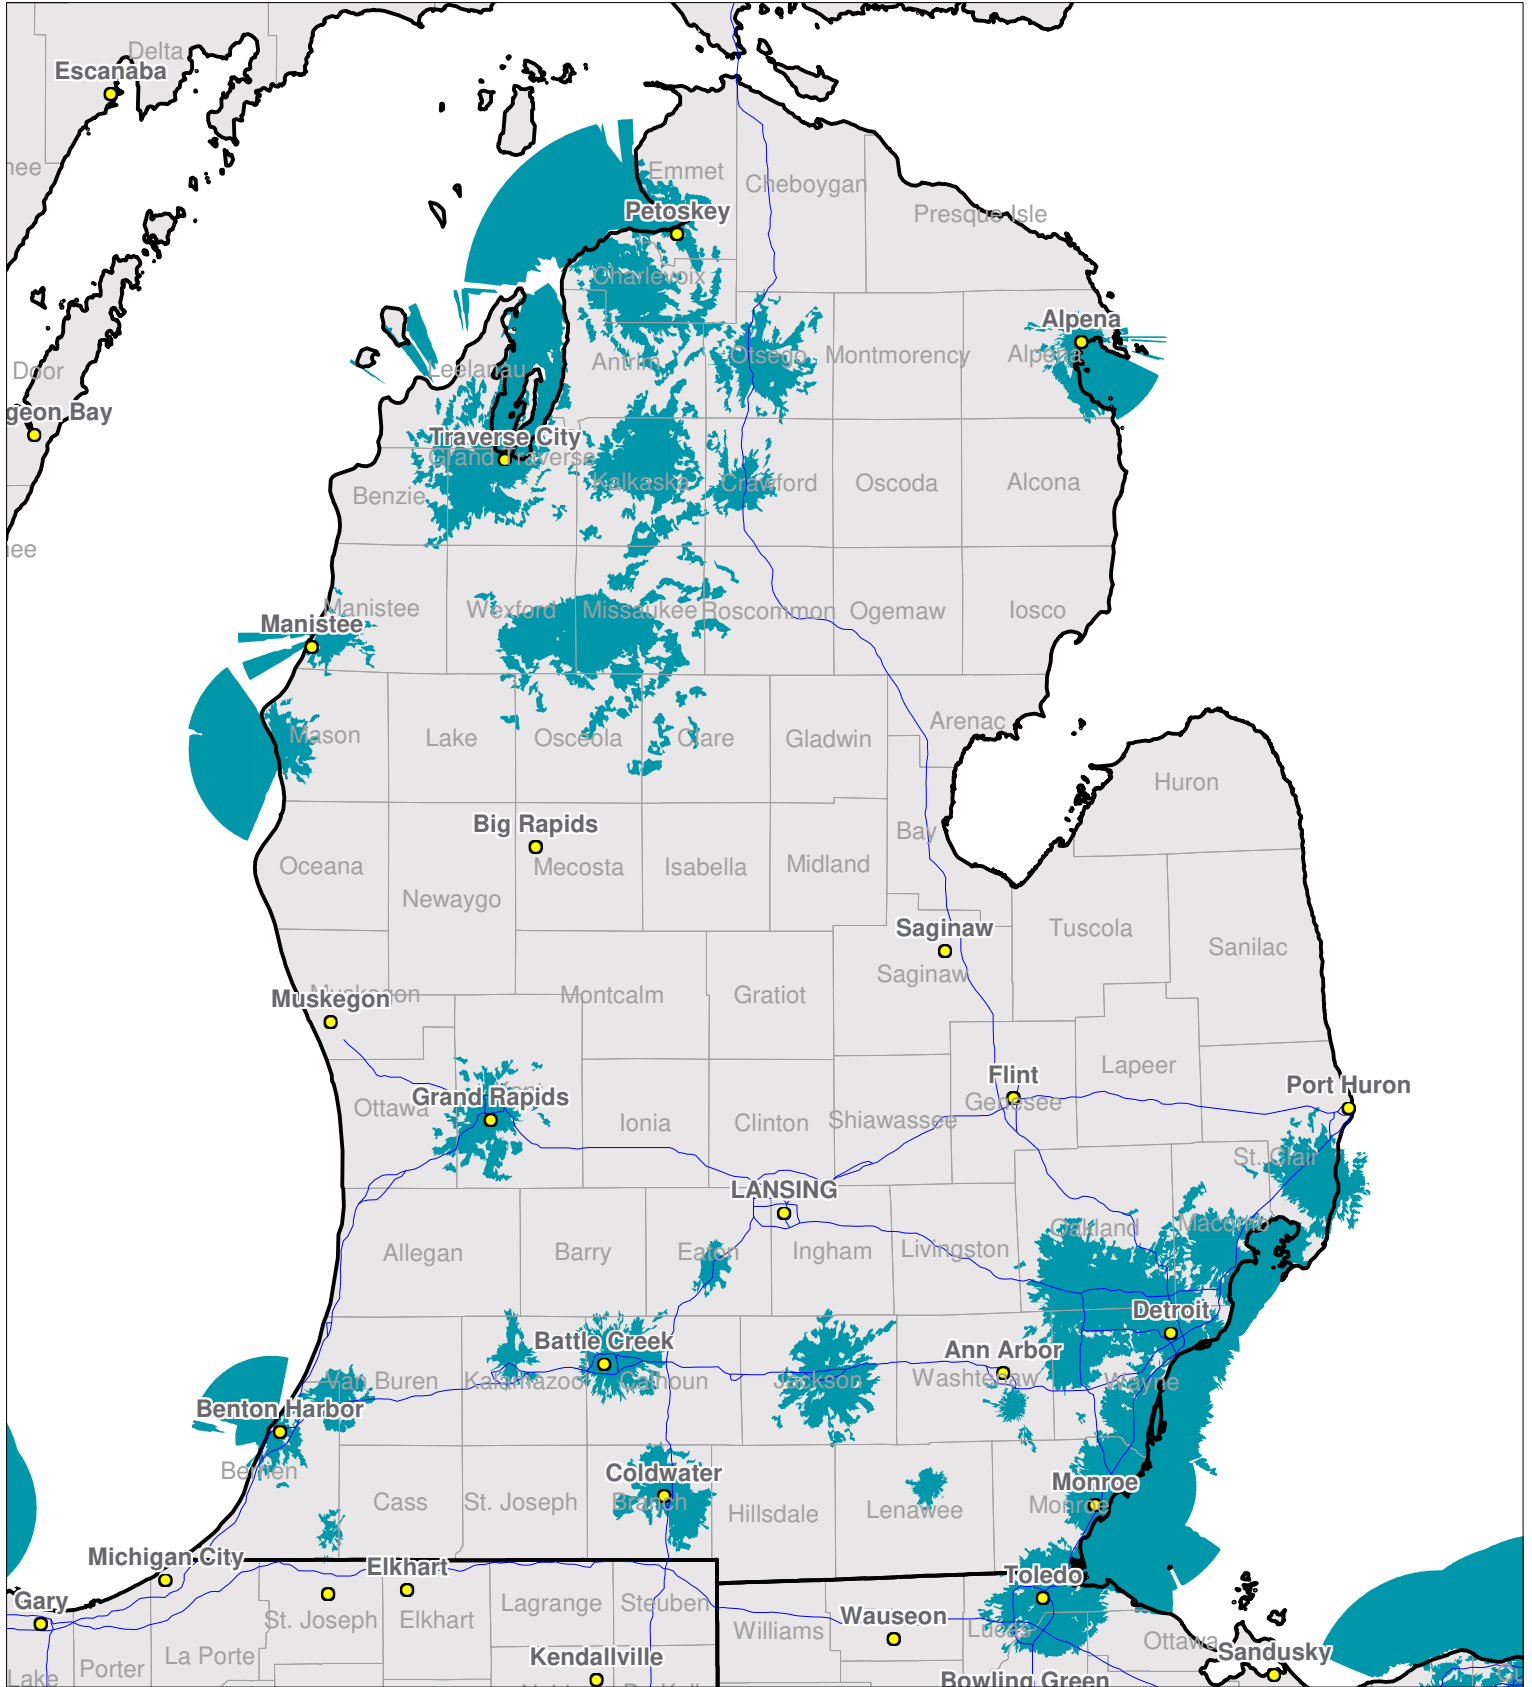 Delta
Escanaba
nee
Emmet
Cheboygan
Petoskey
Presque Isle
Charlevoix
Alpena
Door
Leelanau
Antrim
Otsego
Montmorency
Alpena
geon Bay
Traverse City
Grand Traverse
Benzie
Kalkaska
Crawford
Oscoda
Alcona
nee
Manistee
Wexford
Missaukee
Roscommon
Ogemaw
Iosco
Manistee
Mason
Lake
Osceola
Clare
Gladwin
Arenac
Huron
Big Rapids
Bay
Oceana
Mecosta
Isabella
Midland
Newaygo
Saginaw
Tuscola
Sanilac
Saginaw
Muskegon
Muskegon
Montcalm
Gratiot
Flint
Lapeer
Port Huron
Kent
Grand Rapids
Ottawa
Genesee
Ionia
Clinton
Shiawassee
St. Clair
LANSING
Oakland
Macomb
Allegan
Barry
Eaton
Ingham
Livingston
Detroit
Battle Creek
Ann Arbor
Van Buren
Kalamazoo
Calhoun
Jackson
Washtenaw
Wayne
Benton Harbor
Berrien
Coldwater
Monroe
Cass
St. Joseph
Branch
Hillsdale
Lenawee
Monroe
Michigan City
Elkhart
Toledo
Gary
Lagrange
Steuben
St. Joseph
Elkhart
Wauseon
Williams
Lucas
Ottawa
Sandusky
La Porte
Kendallville
Porter
Lake
Bowling Green